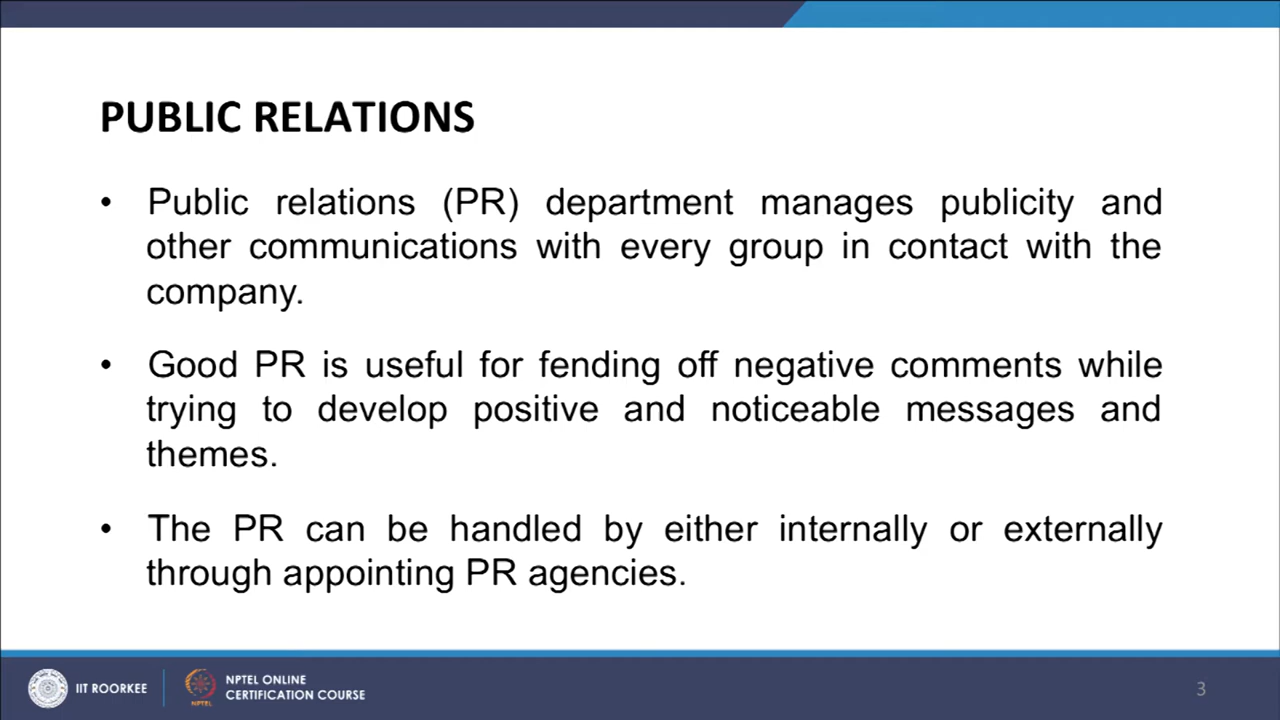 PUBLIC RELATIONS
• Public relations (PR) department manages publicity and
other communications with every group in contact with the
company.
• Good PR is useful for fending off negative comments while
trying to develop positive and noticeable messages and
themes.
• The PR can be handled by either internally or externally
through appointing PR agencies.
IIT ROORKEE
NPTEL
NPTEL ONLINE
CERTIFICATION COURSE
3